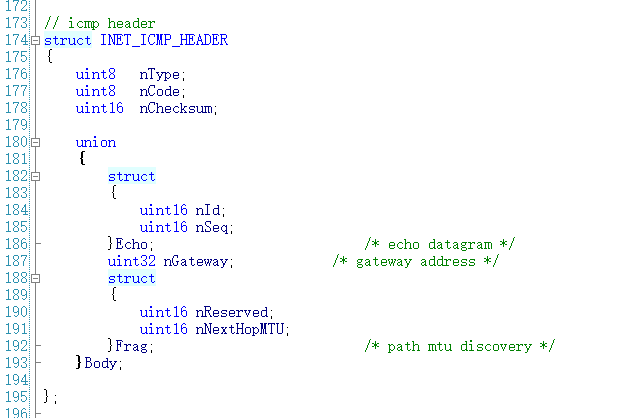 172
173 // icmp header
174 struct INET_ICMP_HEADER
175 {
176 uint8 nType;
177 uint8 nCode;
178 uint16 nChecksum;
179
180 union
181 {
182 struct
183 {
184 uint16 nId;
185 uint16 nSeq;
186 }Echo; /* echo datagram */
187 uint32 nGateway; /* gateway address */
188 struct
189 {
190 uint16 nReserved;
191 uint16 nNextHopMTU;
192 }Frag; /* path mtu discovery */
193 }Body;
194
195 };
196